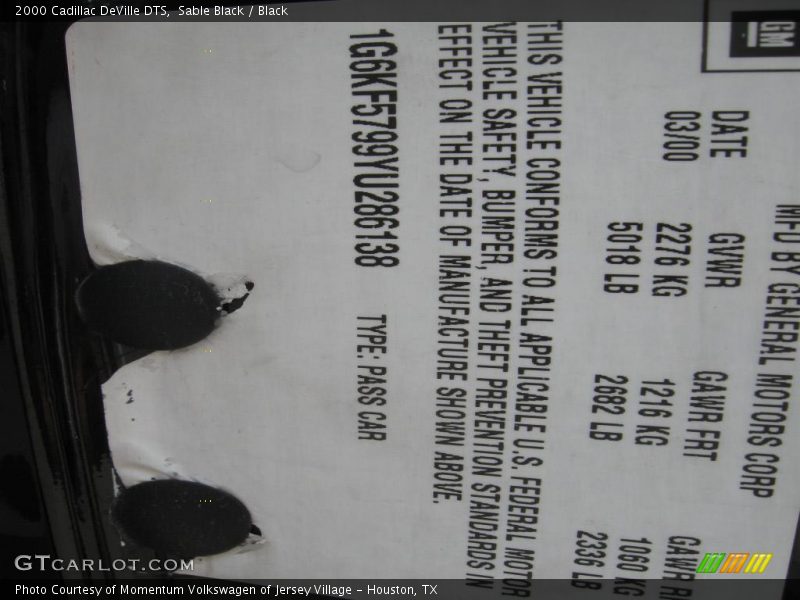 2000 Cadillac DeVille DTS, Sable Black / Black
GM
MFD BY GENERAL MOTORS CORP
DATE GVWR GAWR FRT GAWR
03/00 2276 KG 1216 KG 1060 KG
5018 LB 2682 LB 2336 LB
THIS VEHICLE CONFORMS TO ALL APPLICABLE U.S. FEDERAL MOTOR
VEHICLE SAFETY, BUMPER, AND THEFT PREVENTION STANDARDS IN
EFFECT ON THE DATE OF MANUFACTURE SHOWN ABOVE.
1G6KF5799YU286138 TYPE: PASS CAR
GTCARLOT.COM
Photo Courtesy of Momentum Volkswagen of Jersey Village – Houston, TX